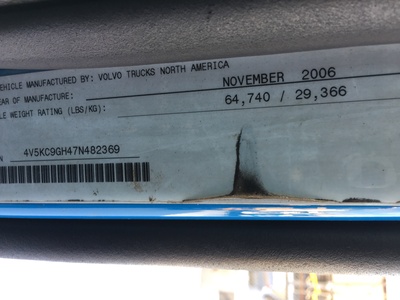 EHICLE MANUFACTURED BY: VOLVO TRUCKS NORTH AMERICA
EAR OF MANUFACTURE: NOVEMBER 2006
LE WEIGHT RATING (LBS/KG): 64,740 / 29,366
N 4V5KC9GH47N482369